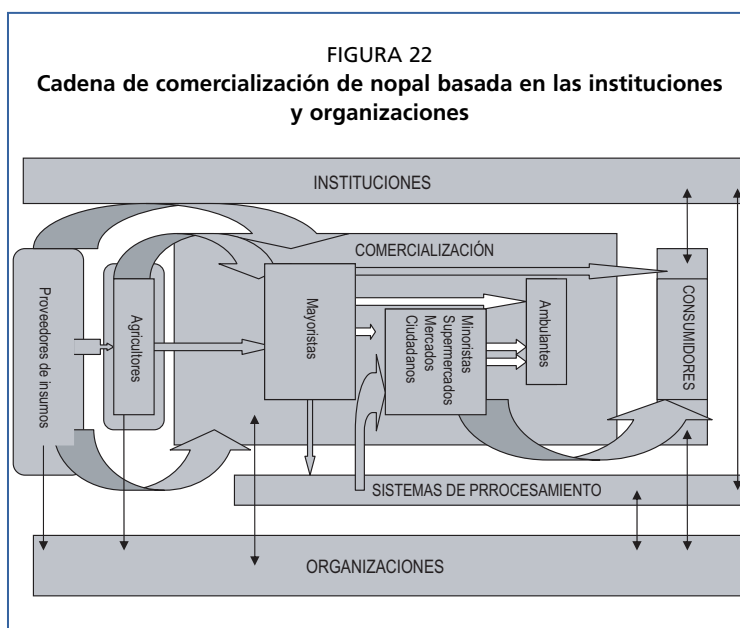 FIGURA 22
Cadena de comercialización de nopal basada en las instituciones
y organizaciones
INSTITUCIONES
COMERCIALIZACIÓN
Proveedores de insumos
Agricultores
Mayoristas
Minoristas
Supermercados
Mercados
Ciudadanos
Ambulantes
CONSUMIDORES
SISTEMAS DE PRROCESAMIENTO
ORGANIZACIONES